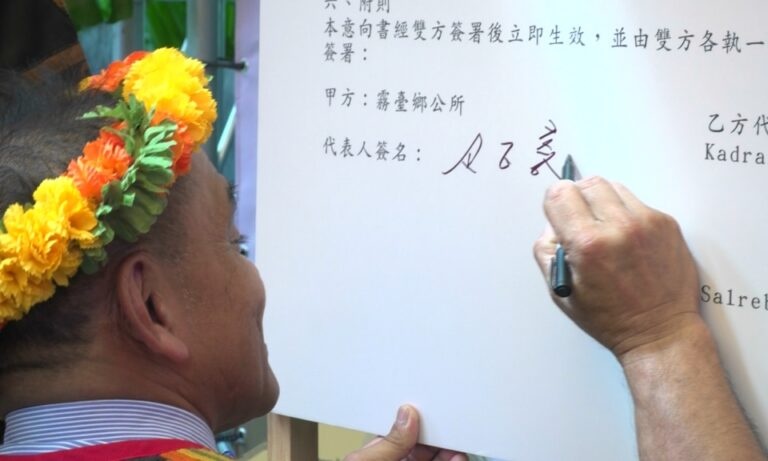 六、附則
本意向書經雙方簽署後立即生效，並由雙方各執一
簽署：
甲方：霧臺鄉公所
代表人簽名：
乙方代
Kadra
Salreb